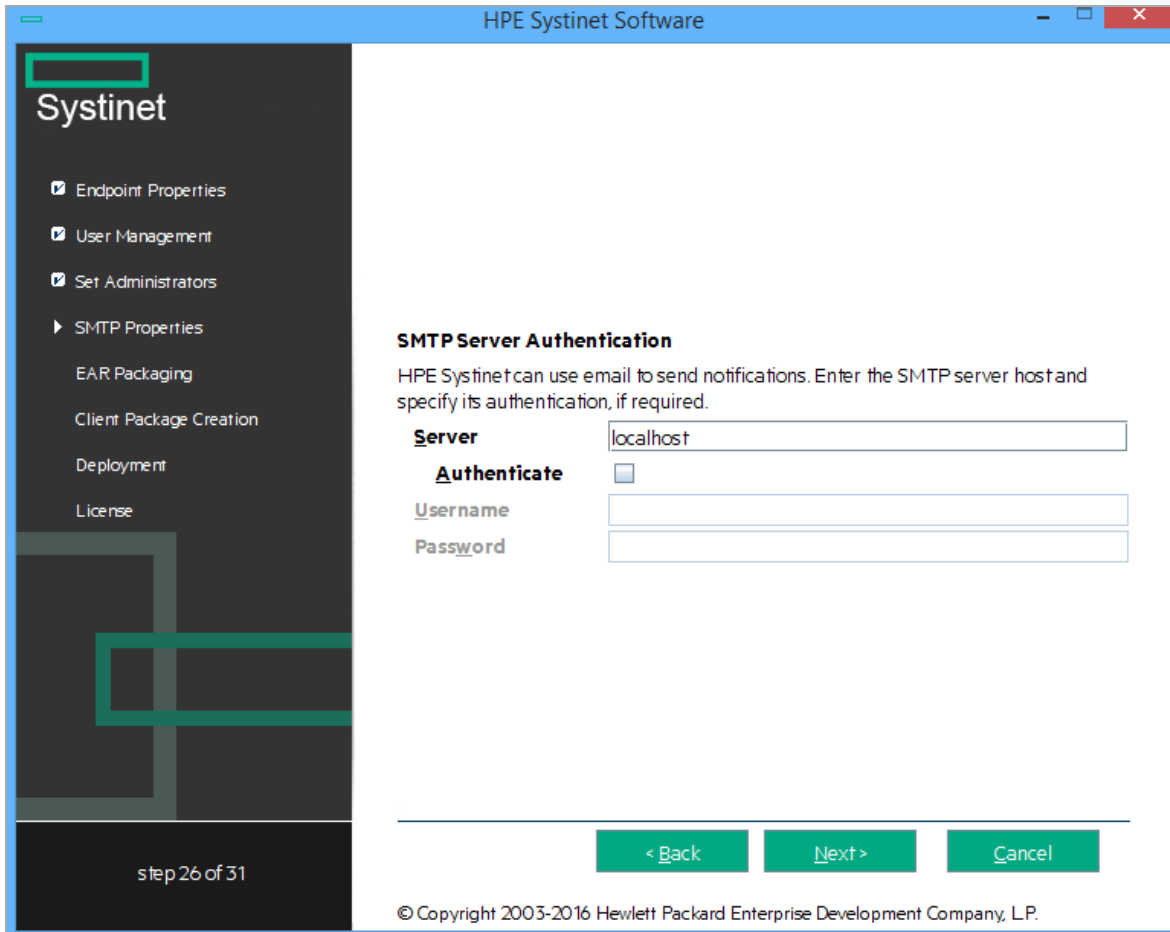 HPE Systinet Software
Systinet
Endpoint Properties
User Management
Set Administrators
SMTP Properties
EAR Packaging
Client Package Creation
Deployment
License
step 26 of 31
SMTP Server Authentication
HPE Systinet can use email to send notifications. Enter the SMTP server host and
specify its authentication, if required.
Server localhost
Authenticate
Username
Password
< Back Next > Cancel
© Copyright 2003-2016 Hewlett Packard Enterprise Development Company, L.P.